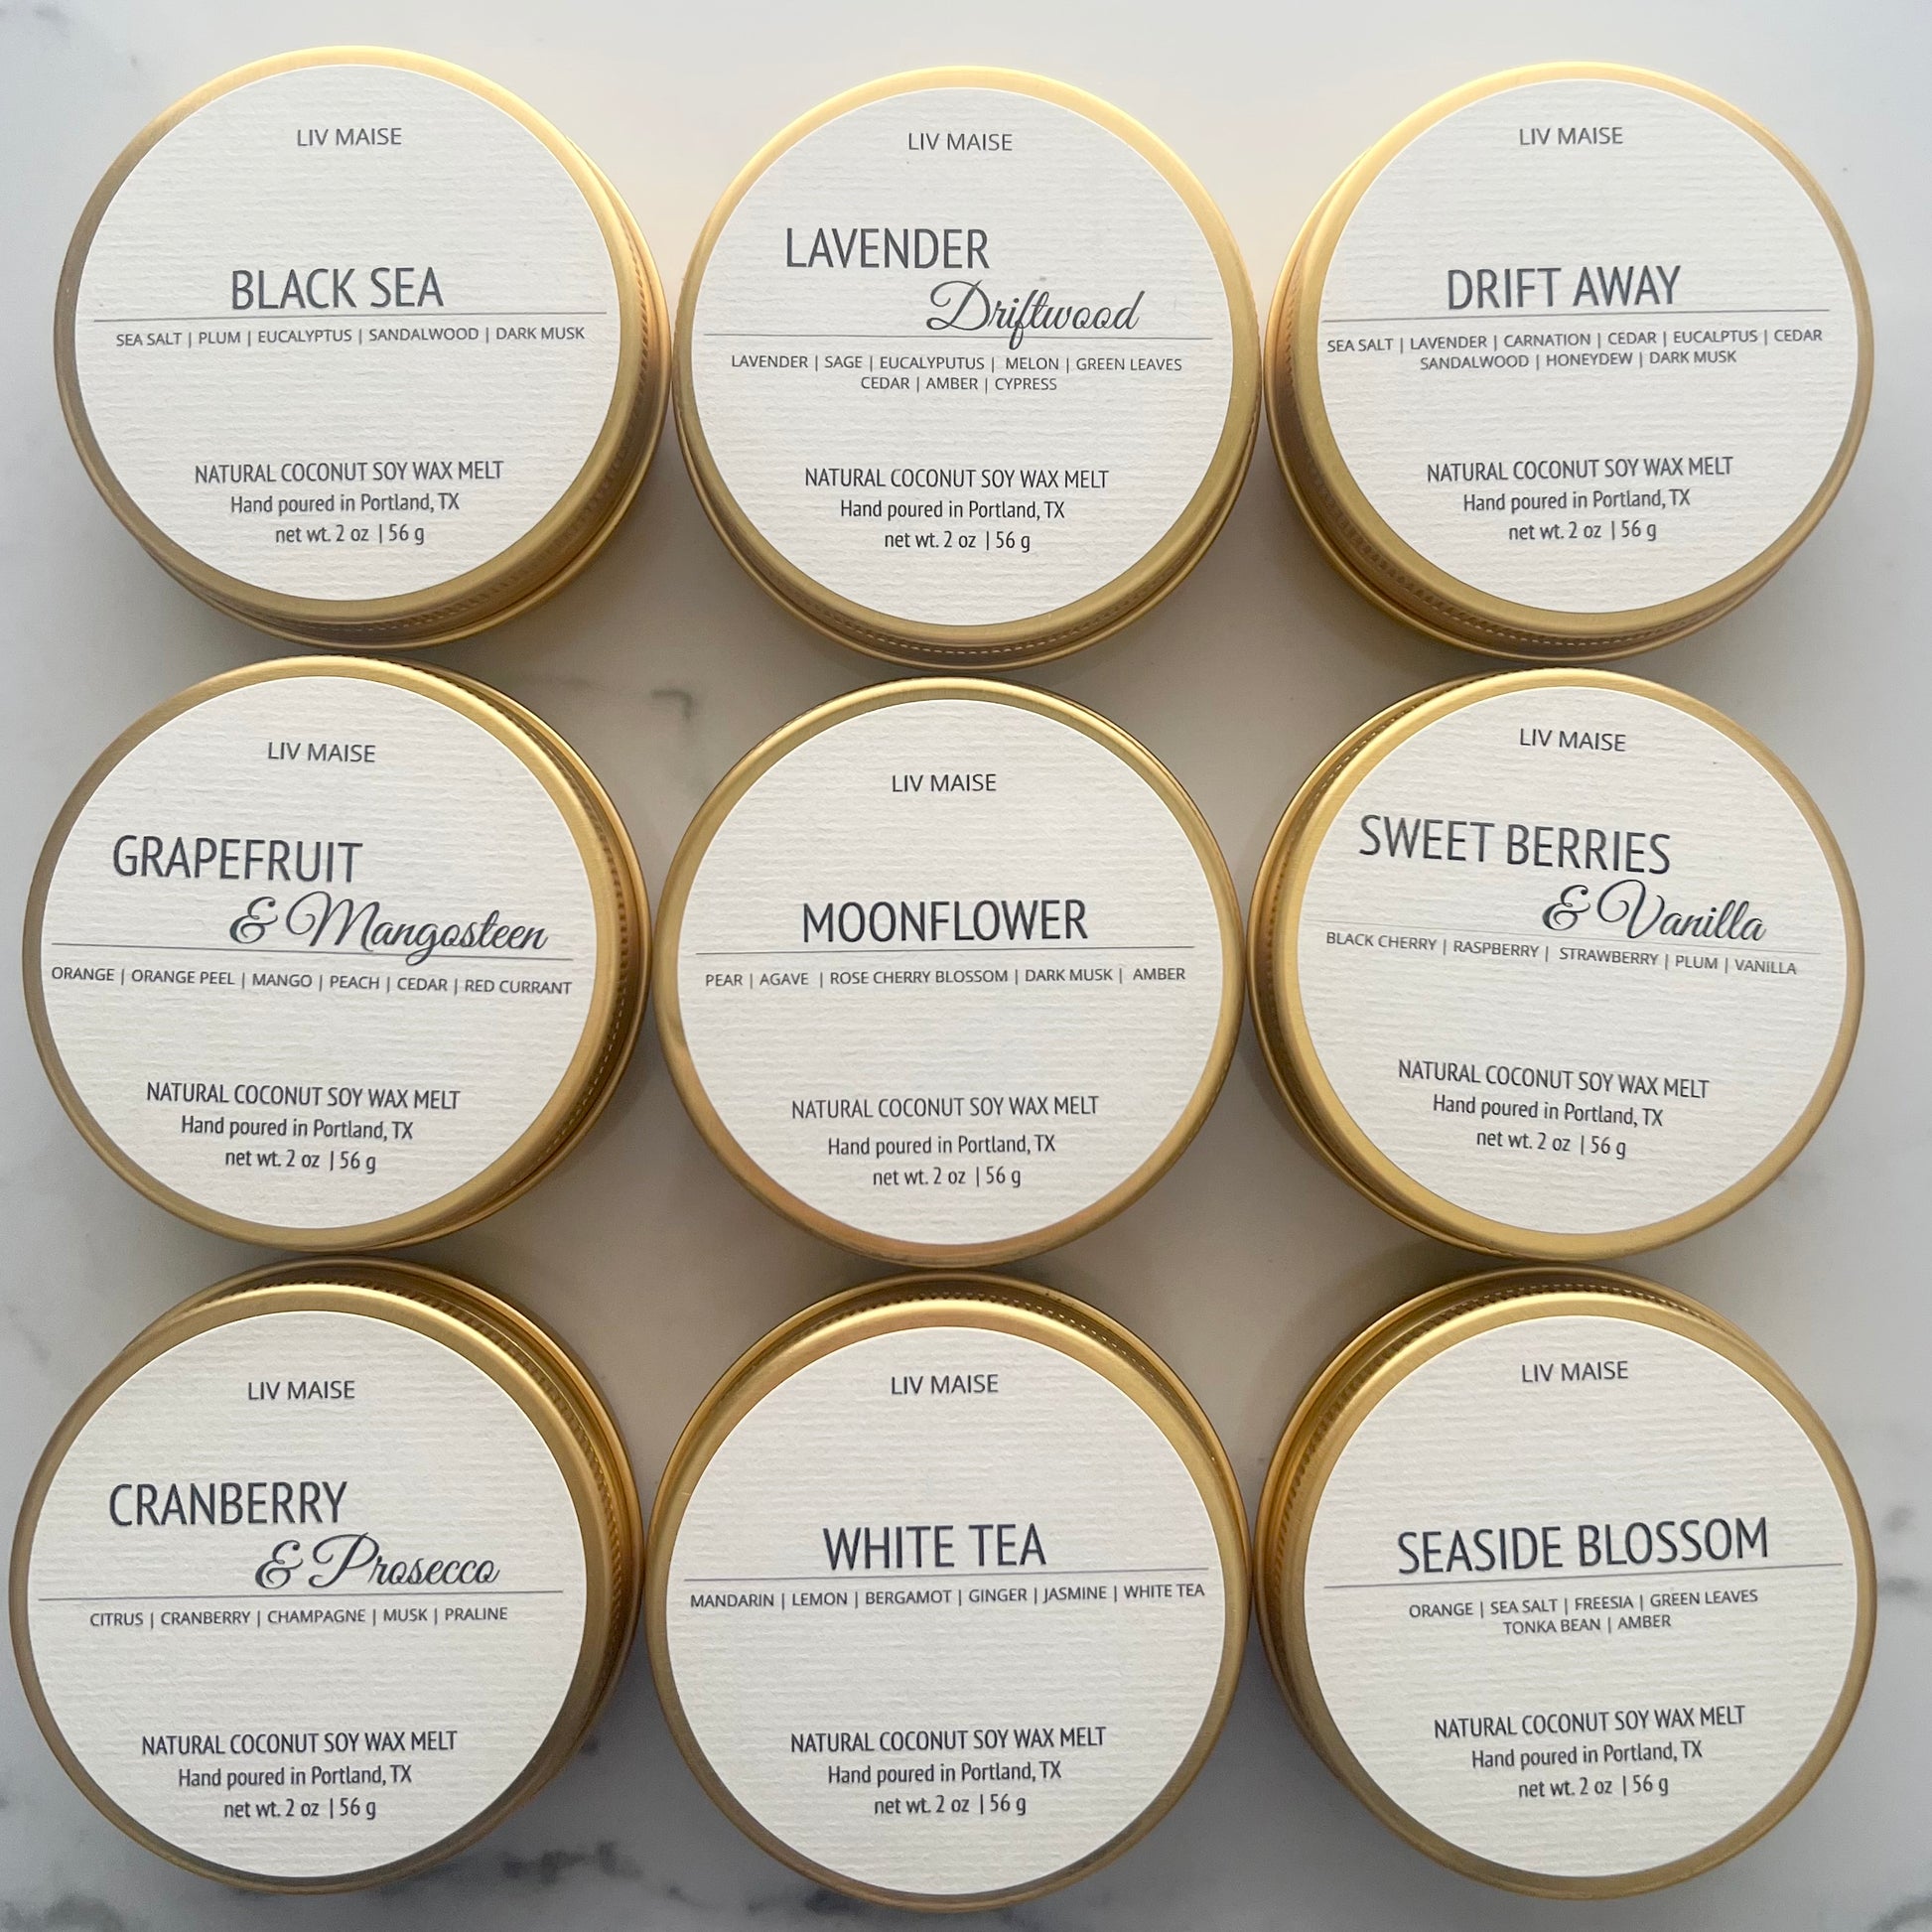 LIV MAISE
BLACK SEA
SEA SALT | PLUM | EUCALYPTUS | SANDALWOOD | DARK MUSK
NATURAL COCONUT SOY WAX MELT
Hand poured in Portland, TX
net wt. 2 oz | 56 g
LIV MAISE
LAVENDER
Driftwood
LAVENDER | SAGE | EUCALYPUTUS | MELON | GREEN LEAVES
CEDAR | AMBER | CYPRESS
NATURAL COCONUT SOY WAX MELT
Hand poured in Portland, TX
net wt. 2 oz | 56 g
LIV MAISE
DRIFT AWAY
SEA SALT | LAVENDER | CARNATION | CEDAR | EUCALPTUS | CEDAR
SANDALWOOD | HONEYDEW | DARK MUSK
NATURAL COCONUT SOY WAX MELT
Hand poured in Portland, TX
net wt. 2 oz | 56 g
LIV MAISE
GRAPEFRUIT
& Mangosteen
ORANGE | ORANGE PEEL | MANGO | PEACH | CEDAR | RED CURRANT
NATURAL COCONUT SOY WAX MELT
Hand poured in Portland, TX
net wt. 2 oz | 56 g
LIV MAISE
MOONFLOWER
PEAR | AGAVE | ROSE CHERRY BLOSSOM | DARK MUSK | AMBER
NATURAL COCONUT SOY WAX MELT
Hand poured in Portland, TX
net wt. 2 oz | 56 g
LIV MAISE
SWEET BERRIES
& Vanilla
BLACK CHERRY | RASPBERRY | STRAWBERRY | PLUM | VANILLA
NATURAL COCONUT SOY WAX MELT
Hand poured in Portland, TX
net wt. 2 oz | 56 g
LIV MAISE
CRANBERRY
& Prosecco
CITRUS | CRANBERRY | CHAMPAGNE | MUSK | PRALINE
NATURAL COCONUT SOY WAX MELT
Hand poured in Portland, TX
net wt. 2 oz | 56 g
LIV MAISE
WHITE TEA
MANDARIN | LEMON | BERGAMOT | GINGER | JASMINE | WHITE TEA
NATURAL COCONUT SOY WAX MELT
Hand poured in Portland, TX
net wt. 2 oz | 56 g
LIV MAISE
SEASIDE BLOSSOM
ORANGE | SEA SALT | FREESIA | GREEN LEAVES
TONKA BEAN | AMBER
NATURAL COCONUT SOY WAX MELT
Hand poured in Portland, TX
net wt. 2 oz | 56 g